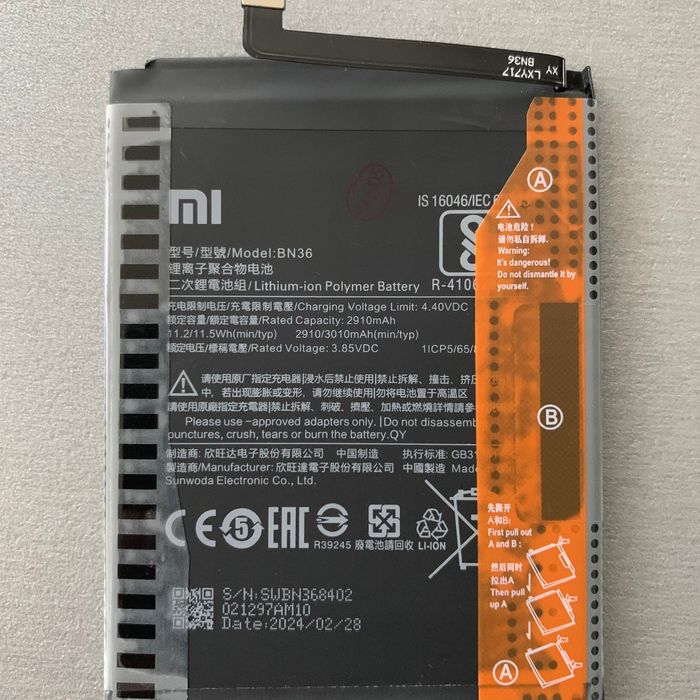 XY LXY717
BN36
A
MI
IS 16046/IEC
型号/型號/Model: BN36
锂离子聚合物电池
二次鋰電池組/Lithium-ion Polymer Battery
R-4106
充电限制电压/充電限制電壓/Charging Voltage Limit: 4.40VDC
额定容量/額定容量/Rated Capacity: 2910mAh
11.2/11.5Wh(min/typ) 2910/3010mAh(min/typ)
额定电压/標稱電壓/Rated Voltage: 3.85VDC 1ICP5/65/
请使用原厂指定充电器|浸水后禁止使用|禁止拆解、撞击、挤压
中，若出现膨胀或变形，请勿继续使用|勿将电池置于高温区
請使用原廠指定充電器|禁止拆解、刺破、擠壓、加熱或燃燒詳情請參
Please use -approved adapters only. | Do not disassemb
punctures, crush, tears or burn the battery.QY
制造商: 欣旺达电子股份有限公司 中国制造 执行标准: GB31
製造商/Manufacturer: 欣旺達電子股份有限公司 中國製造
Sunwoda Electronic Co., Ltd.
CE 5 EAC
R39245 廢電池請回收 LI-ION
S/N:SWBN368402
021297AM10
Date:2024/02/28
电池危险！
请勿私自拆卸.
Warning:
It's dangerous!
Do not dismantle it by
yourself.
B
先撕开
A和B:
First pull out
A and B :
然后同时
拉出A
Then pull
up A
A